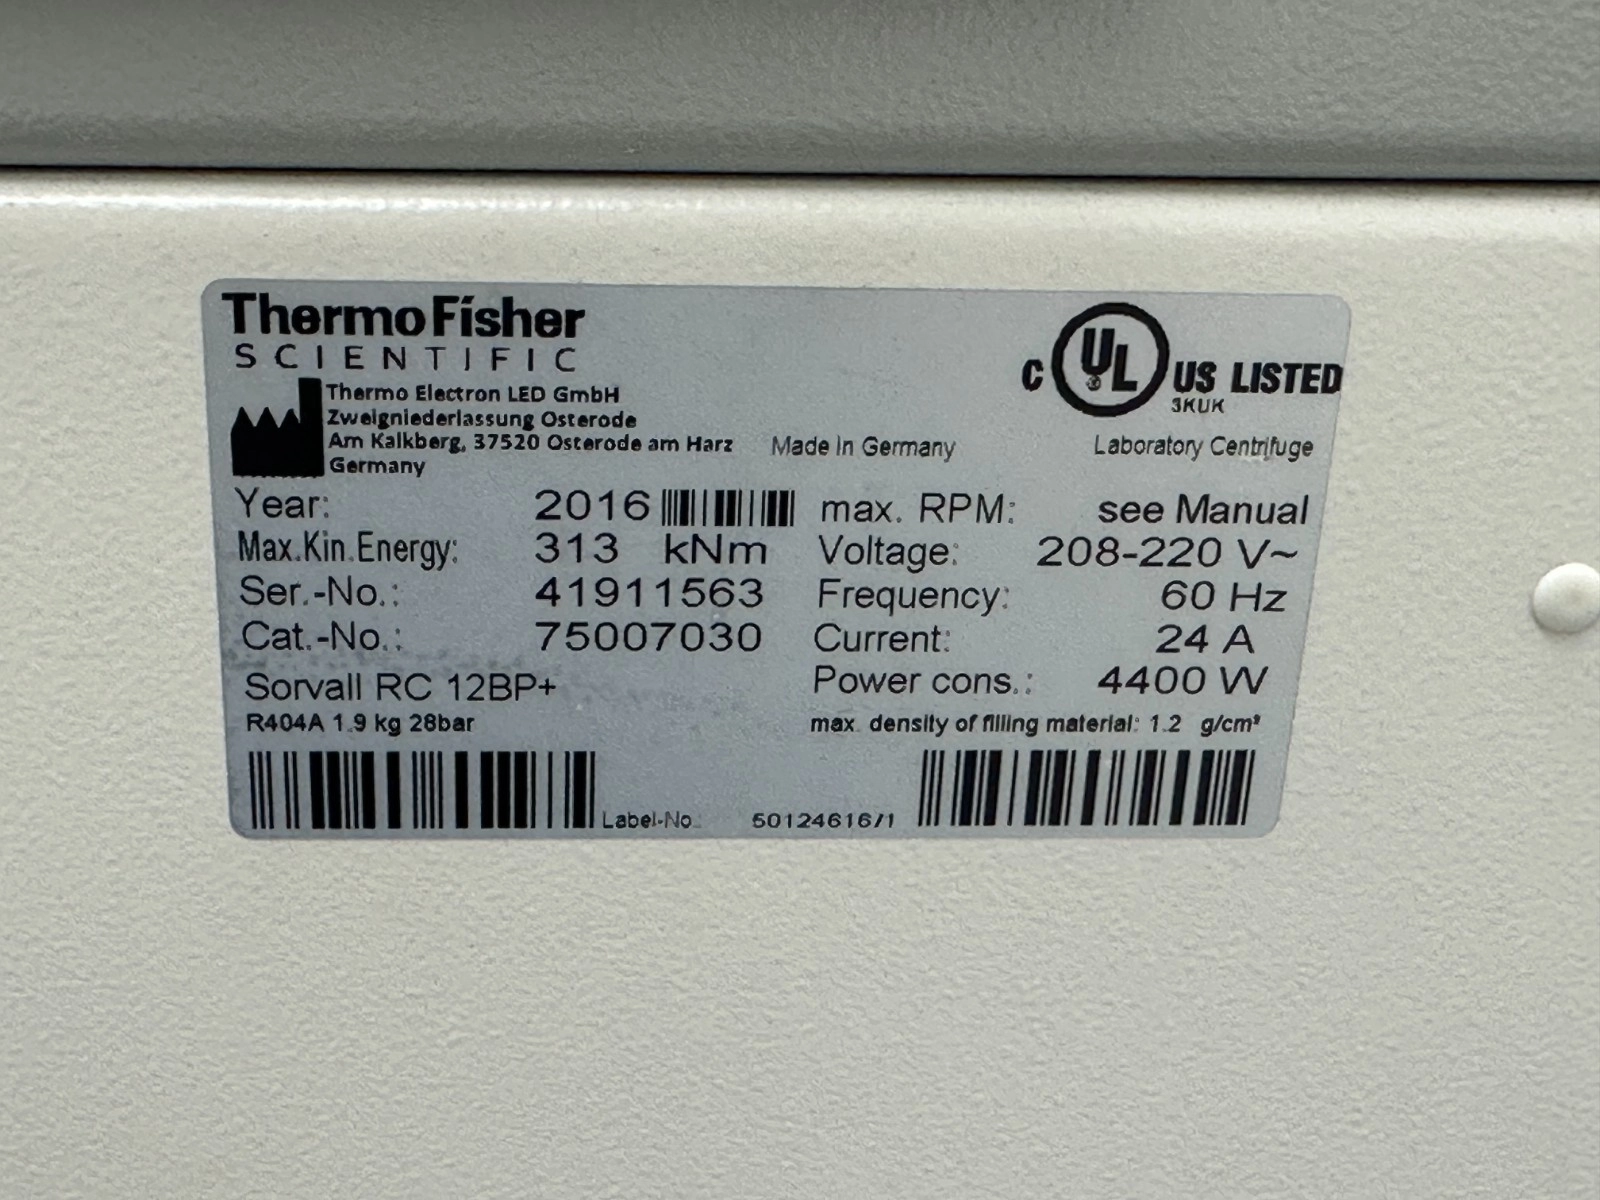 ThermoFisher
SCIENTIFIC
Thermo Electron LED GmbH
Zweigniederlassung Osterode
Am Kalkberg, 37520 Osterode am Harz
Germany
Made in Germany
C UL US LISTED
3KUK
Laboratory Centrifuge
Year: 2016
Max.Kin.Energy: 313 kNm
Ser.-No.: 41911563
Cat.-No.: 75007030
Sorvall RC 12BP+
R404A 1.9 kg 28bar
max. RPM: see Manual
Voltage: 208-220 V~
Frequency: 60 Hz
Current: 24 A
Power cons.: 4400 W
max. density of filling material: 1.2 g/cm³
Label-No.: 50124616/1